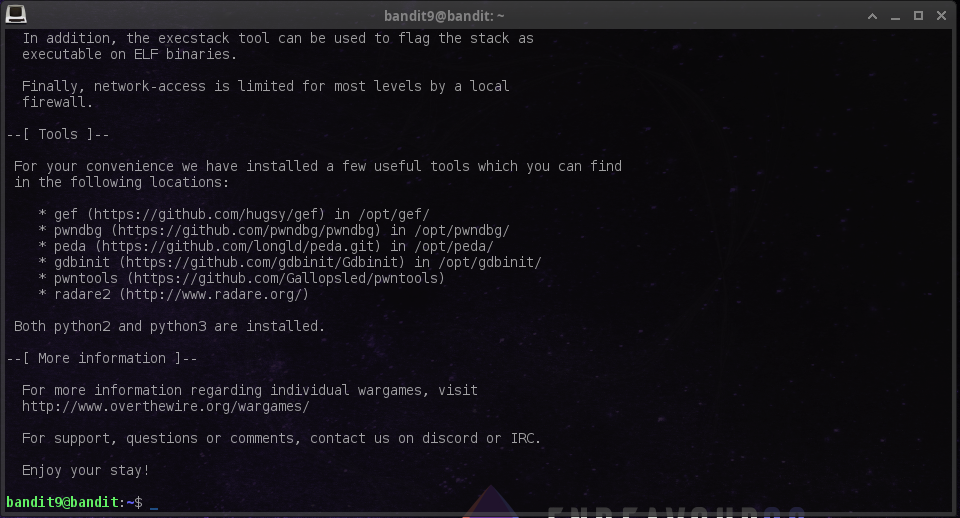 bandit9@bandit: ~
In addition, the execstack tool can be used to flag the stack as
executable on ELF binaries.
Finally, network-access is limited for most levels by a local
firewall.
--[ Tools ]--
For your convenience we have installed a few useful tools which you can find
in the following locations:
* gef (https://github.com/hugsy/gef) in /opt/gef/
* pwndbg (https://github.com/pwndbg/pwndbg) in /opt/pwndbg/
* peda (https://github.com/longld/peda.git) in /opt/peda/
* gdbinit (https://github.com/gdbinit/Gdbinit) in /opt/gdbinit/
* pwntools (https://github.com/Gallopsled/pwntools)
* radare2 (http://www.radare.org/)
Both python2 and python3 are installed.
--[ More information ]--
For more information regarding individual wargames, visit
http://www.overthewire.org/wargames/
For support, questions or comments, contact us on discord or IRC.
Enjoy your stay!
bandit9@bandit:~$ _